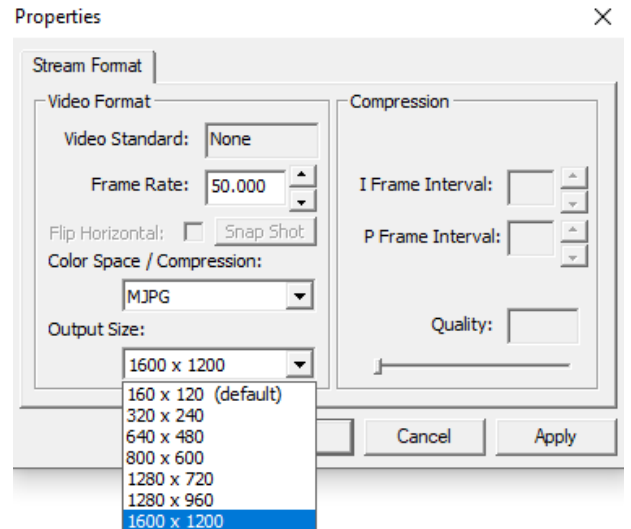 Properties
Stream Format
Video Format
Video Standard: None
Frame Rate: 50.000
Flip Horizontal: Snap Shot
Color Space / Compression:
MJPG
Output Size:
1600 x 1200
160 x 120 (default)
320 x 240
640 x 480
800 x 600
1280 x 720
1280 x 960
1600 x 1200
Compression
I Frame Interval:
P Frame Interval:
Quality:
Cancel Apply